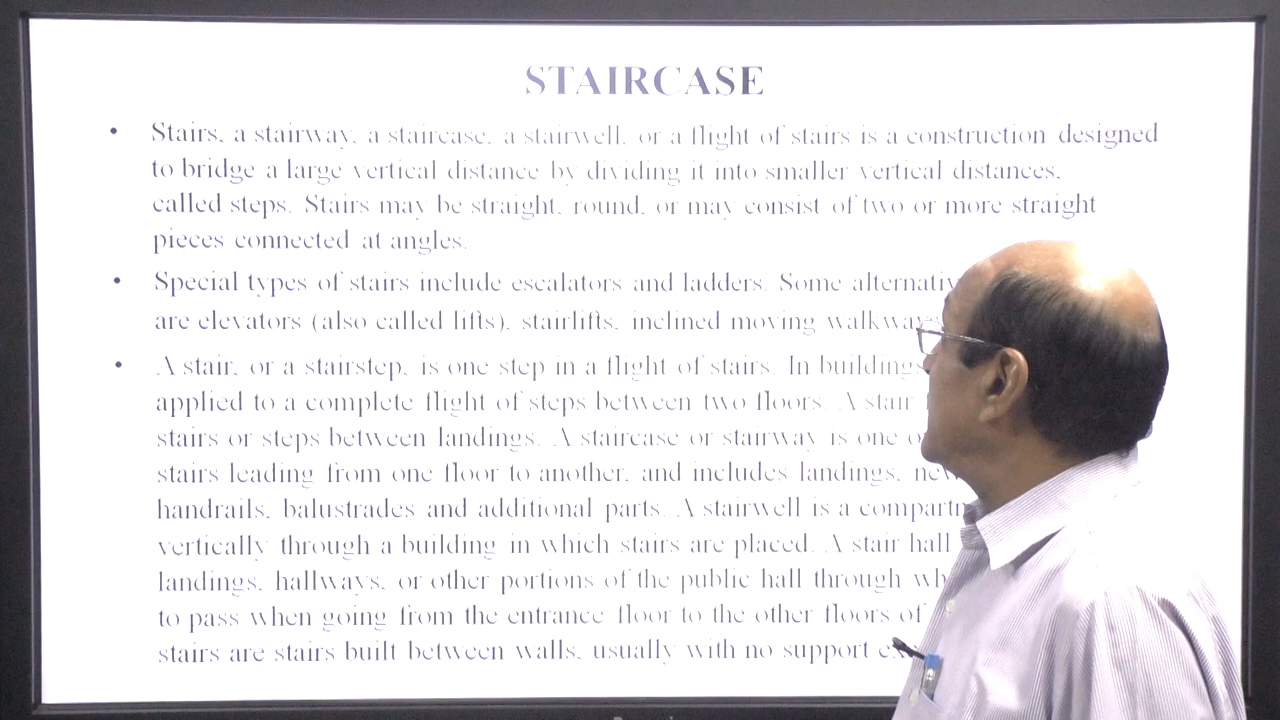 STAIRCASE
• Stairs, a stairway, a staircase, a stairwell, or a flight of stairs is a construction designed
to bridge a large vertical distance by dividing it into smaller vertical distances,
called steps. Stairs may be straight, round, or may consist of two or more straight
pieces connected at angles.
• Special types of stairs include escalators and ladders. Some
are elevators (also called lifts), stairlifts, inclined moving
• A stair, or a stairstep, is one step in a flight of stairs. In buildings
applied to a complete flight of steps between two floors. A stair
stairs or steps between landings. A staircase or stairway is one
stairs leading from one floor to another, and includes landings,
handrails, balustrades and additional parts. A stairwell is a
vertically through a building in which stairs are placed. A stair hall
landings, hallways, or other portions of the public hall through
to pass when going from the entrance floor to the other floors of
stairs are stairs built between walls, usually with no support